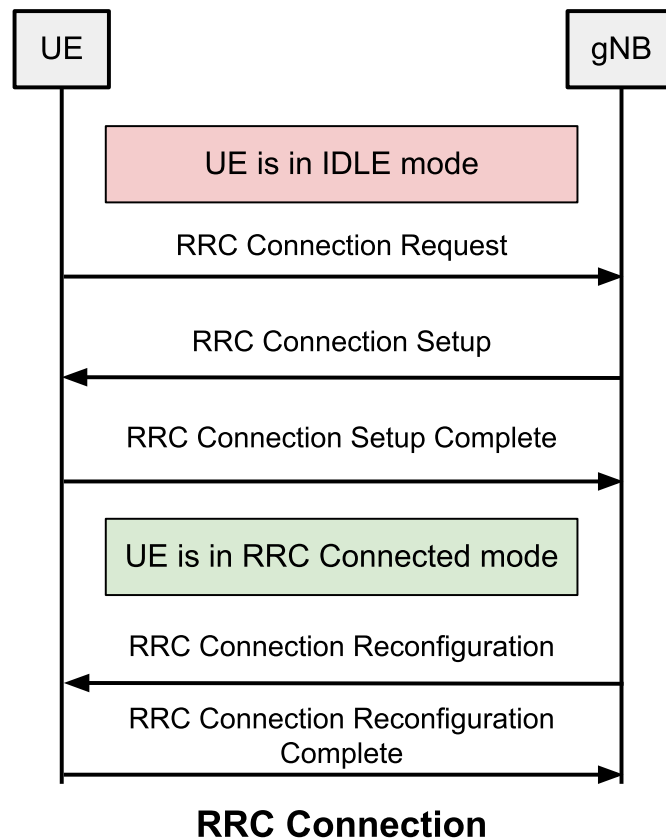 UE
gNB
UE is in IDLE mode
RRC Connection Request
RRC Connection Setup
RRC Connection Setup Complete
UE is in RRC Connected mode
RRC Connection Reconfiguration
RRC Connection Reconfiguration
Complete
RRC Connection